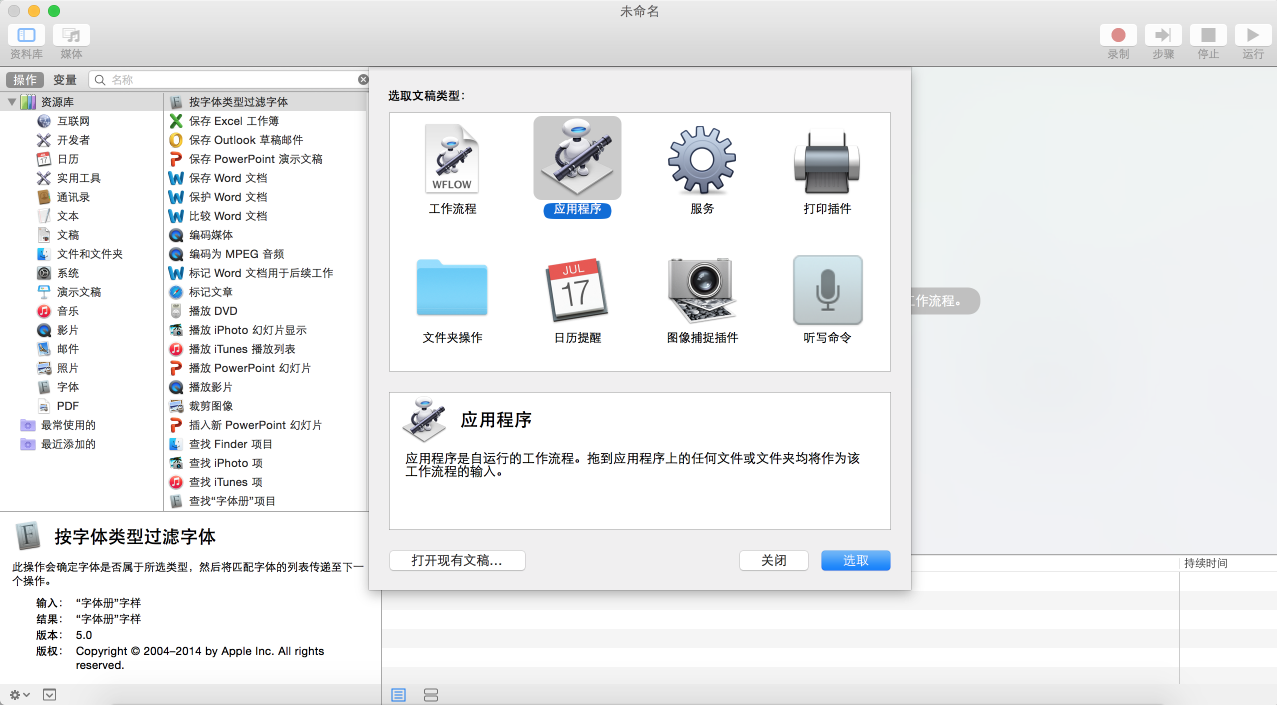 未命名
资料库
媒体
录制
步骤
停止
运行
操作
变量
名称
资源库
互联网
开发者
日历
实用工具
通讯录
文本
文稿
文件和文件夹
系统
演示文稿
音乐
影片
邮件
照片
字体
PDF
最常使用的
最近添加的
按字体类型过滤字体
保存 Excel 工作簿
保存 Outlook 草稿邮件
保存 PowerPoint 演示文稿
保存 Word 文档
保护 Word 文档
比较 Word 文档
编码媒体
编码为 MPEG 音频
标记 Word 文档用于后续工作
标记文章
播放 DVD
播放 iPhoto 幻灯片显示
播放 iTunes 播放列表
播放 PowerPoint 幻灯片
播放影片
裁剪图像
插入新 PowerPoint 幻灯片
查找 Finder 项目
查找 iPhoto 项
查找 iTunes 项
查找“字体册”项目
选取文稿类型：
WFLOW
工作流程
应用程序
服务
打印插件
文件夹操作
JUL
17
日历提醒
图像捕捉插件
听写命令
应用程序
应用程序是自运行的工作流程。拖到应用程序上的任何文件或文件夹均将作为该
工作流程的输入。
打开现有文稿...
关闭
选取
工作流程。
持续时间
按字体类型过滤字体
此操作会确定字体是否属于所选类型，然后将匹配字体的列表传递至下一
个操作。
输入： “字体册”字样
结果： “字体册”字样
版本： 5.0
版权： Copyright © 2004–2014 by Apple Inc. All rights
reserved.